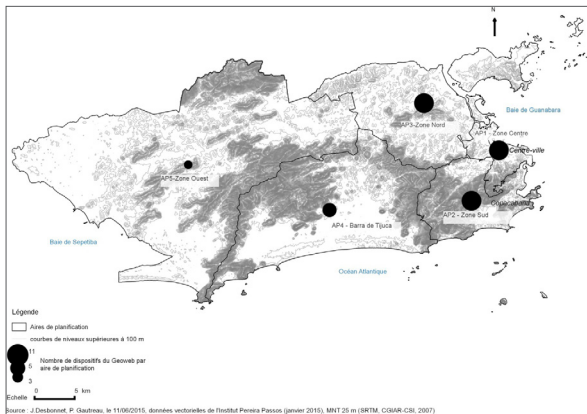 N
Baie de Guanabara
AP3-Zone Nord
AP1 - Zone Centre
Centre-ville
AP5-Zone Ouest
Copacabana
AP2 - Zone Sud
AP4 - Barra de Tijuca
Baie de Sepitiba
Océan Atlantique
Légende
Aires de planification
courbes de niveaux supérieures à 100 m
11
5
3
Nombre de dispositifs du Geoweb par
aire de planification
Echelle 0 5 km
Source : J.Desbonnet, P. Gautreau, le 11/06/2015, données vectorielles de l'Institut Pereira Passos (janvier 2015), MNT 25 m (SRTM, CGIAR-CSI, 2007)